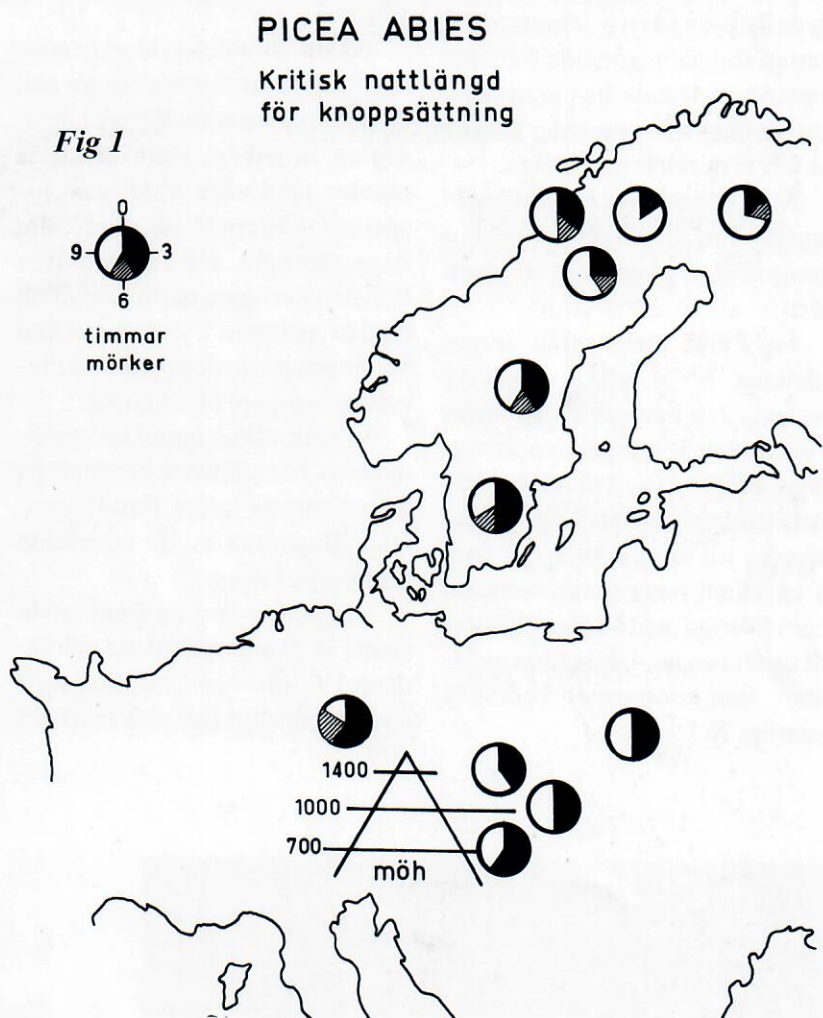 PICEA ABIES
Kritisk nattlängd
för knoppsättning
Fig 1
0
9
3
6
timmar
mörker
1400
1000
700
möh